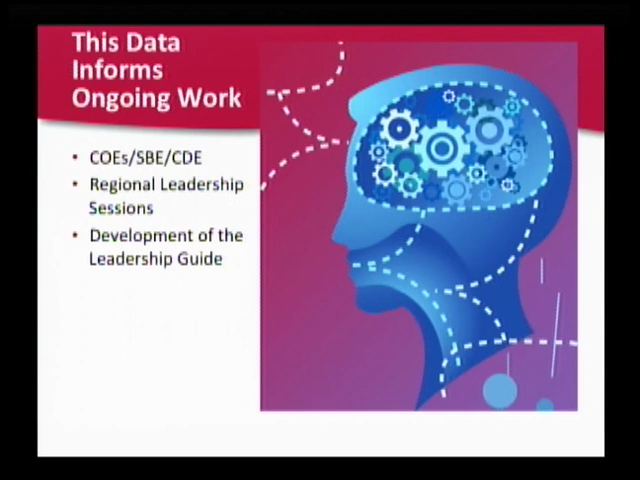 This Data
Informs
Ongoing Work
• COEs/SBE/CDE
• Regional Leadership
Sessions
• Development of the
Leadership Guide